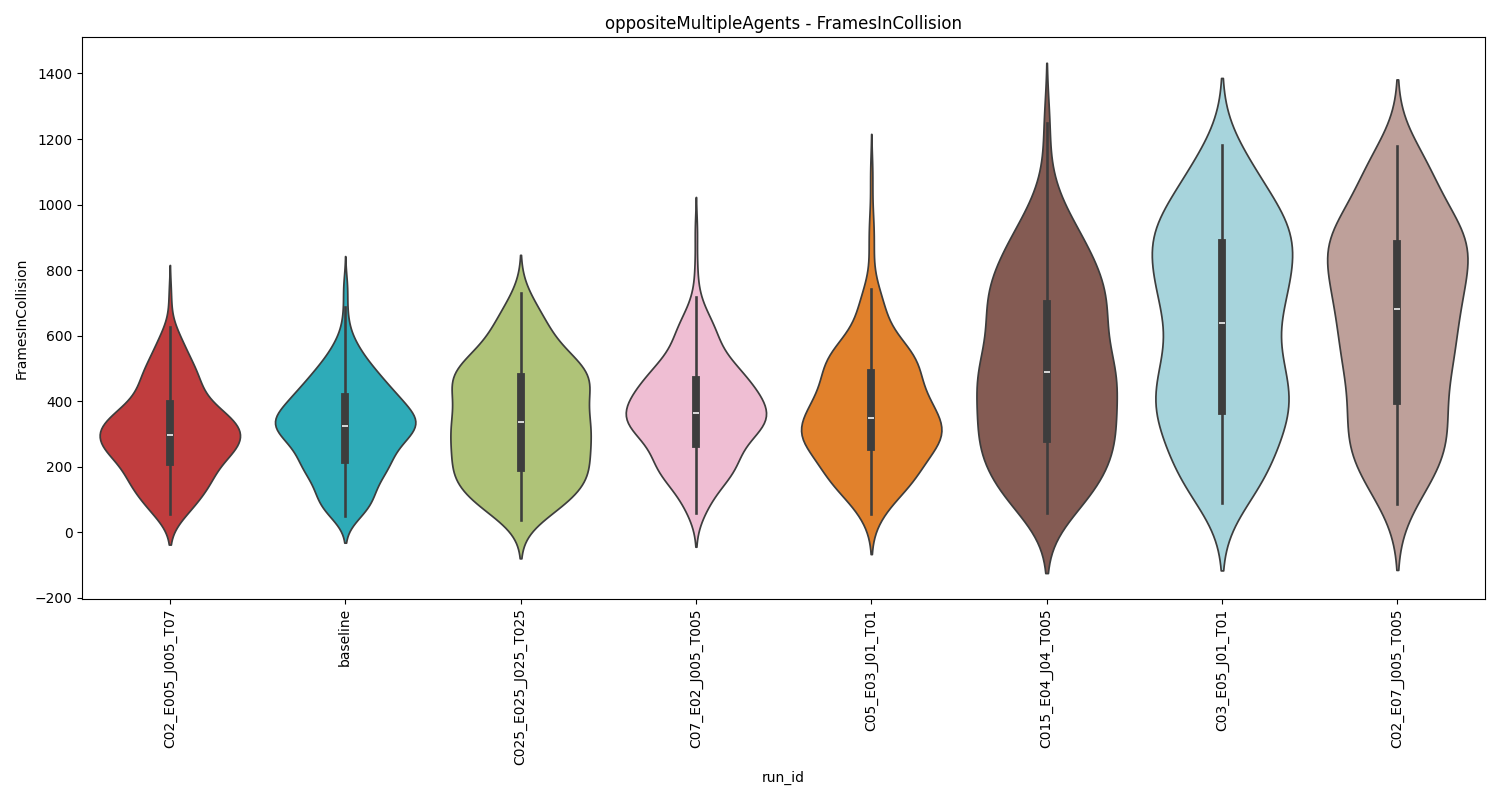 oppositeMultipleAgents - FramesInCollision
FramesInCollision
1400
1200
1000
800
600
400
200
0
−200
C02_E005_J005_T07
baseline
C025_E025_J025_T025
C07_E02_J005_T005
C05_E03_J01_T01
C015_E04_J04_T005
C03_E05_J01_T01
C02_E07_J005_T005
run_id